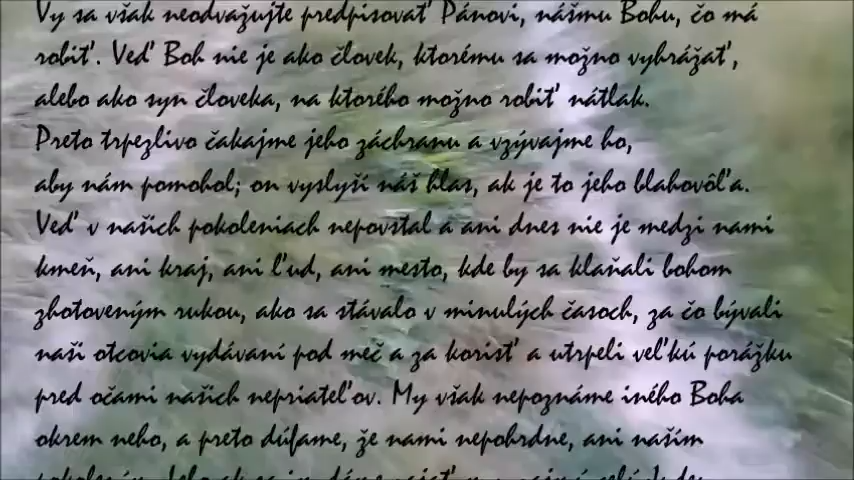 Vy sa však neodvažujte predpisovať Pánovi, nášmu Bohu, čo má
robiť. Veď Boh nie je ako človek, ktorému sa možno vyhrážať,
alebo ako syn človeka, na ktorého možno robiť nátlak.
Preto trpezlivo čakajme jeho záchranu a vzývajme ho,
aby nám pomohol; on vyslyší náš hlas, ak je to jeho blahovôľa.
Veď v našich pokoleniach nepovstal a ani dnes nie je medzi nami
kmeň, ani kraj, ani ľud, ani mesto, kde by sa klaňali bohom
zhotoveným rukou, ako sa stávalo v minulých časoch, za čo bývali
naši otcovia vydávaní pod meč a za korisť a utrpeli veľkú porážku
pred očami našich nepriateľov. My však nepoznáme iného Boha
okrem neho, a preto dúfame, že nami nepohrdne, ani naším